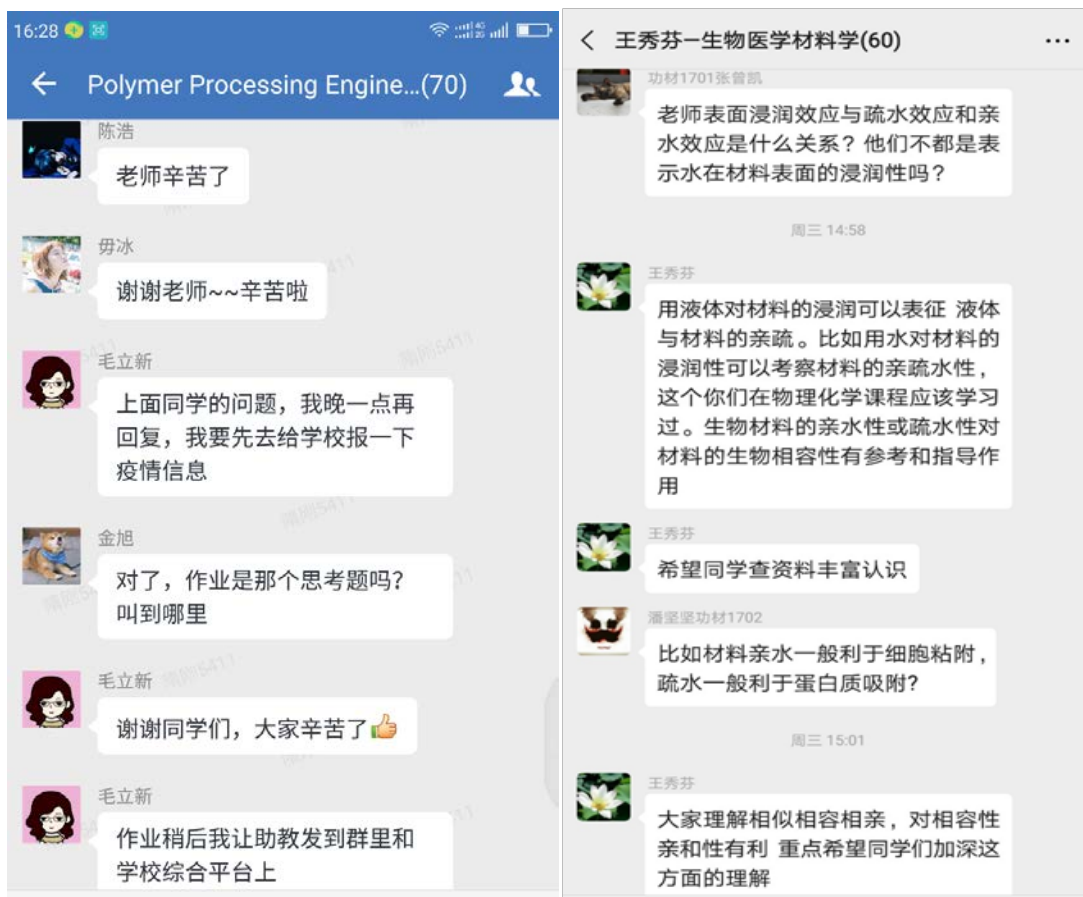 16:28
4G
2G
Polymer Processing Engine...(70)
陈浩
老师辛苦了
毋冰
谢谢老师~~辛苦啦
毛立新
上面同学的问题，我晚一点再
回复，我要先去给学校报一下
疫情信息
金旭
对了，作业是那个思考题吗？
叫到哪里
毛立新
谢谢同学们，大家辛苦了
毛立新
作业稍后我让助教发到群里和
学校综合平台上
王秀芬—生物医学材料学(60)
功材1701张曾凯
老师表面浸润效应与疏水效应和亲
水效应是什么关系？他们不都是表
示水在材料表面的浸润性吗？
周三 14:58
王秀芬
用液体对材料的浸润可以表征 液体
与材料的亲疏。比如用水对材料的
浸润性可以考察材料的亲疏水性，
这个你们在物理化学课程应该学习
过。生物材料的亲水性或疏水性对
材料的生物相容性有参考和指导作
用
王秀芬
希望同学查资料丰富认识
潘坚坚功材1702
比如材料亲水一般利于细胞粘附，
疏水一般利于蛋白质吸附?
周三 15:01
王秀芬
大家理解相似相容相亲，对相容性
亲和性有利 重点希望同学们加深这
方面的理解